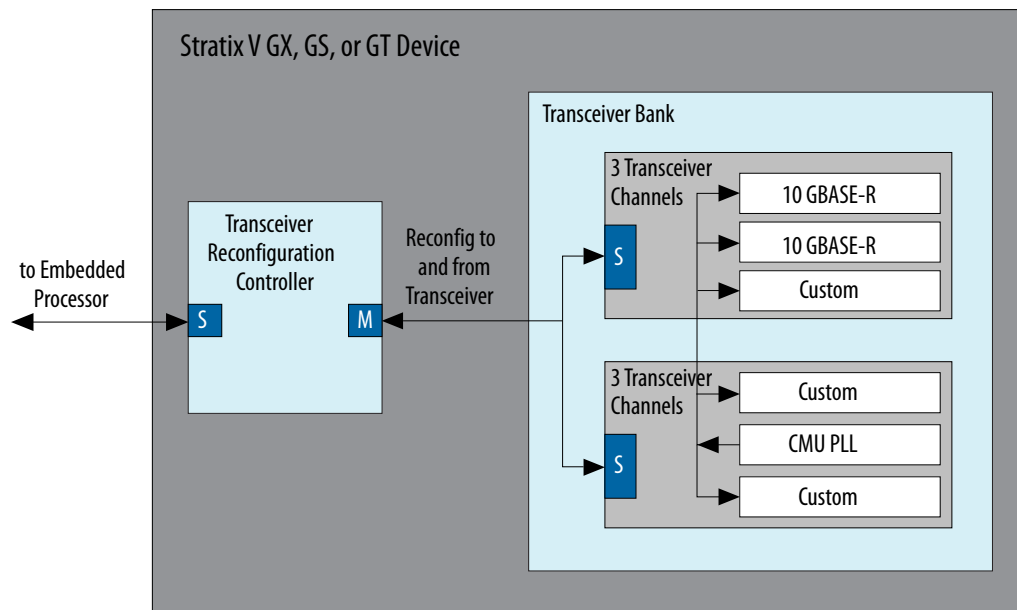 Stratix V GX, GS, or GT Device
Transceiver Bank
3 Transceiver
Channels
10 GBASE-R
10 GBASE-R
Custom
S
Transceiver
Reconfiguration
Controller
S
M
Reconfig to
and from
Transceiver
to Embedded
Processor
3 Transceiver
Channels
Custom
CMU PLL
Custom
S